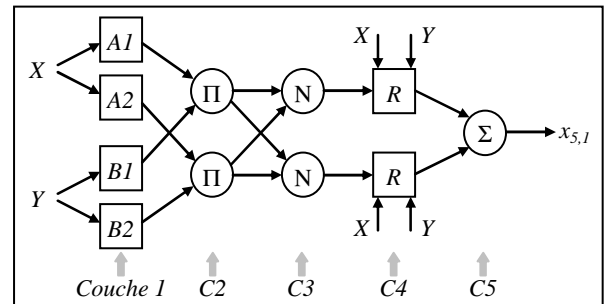 X Y
A1
X A2 Π N R
Σ x5,1
B1
Y B2 Π N R
X Y
Couche 1 C2 C3 C4 C5